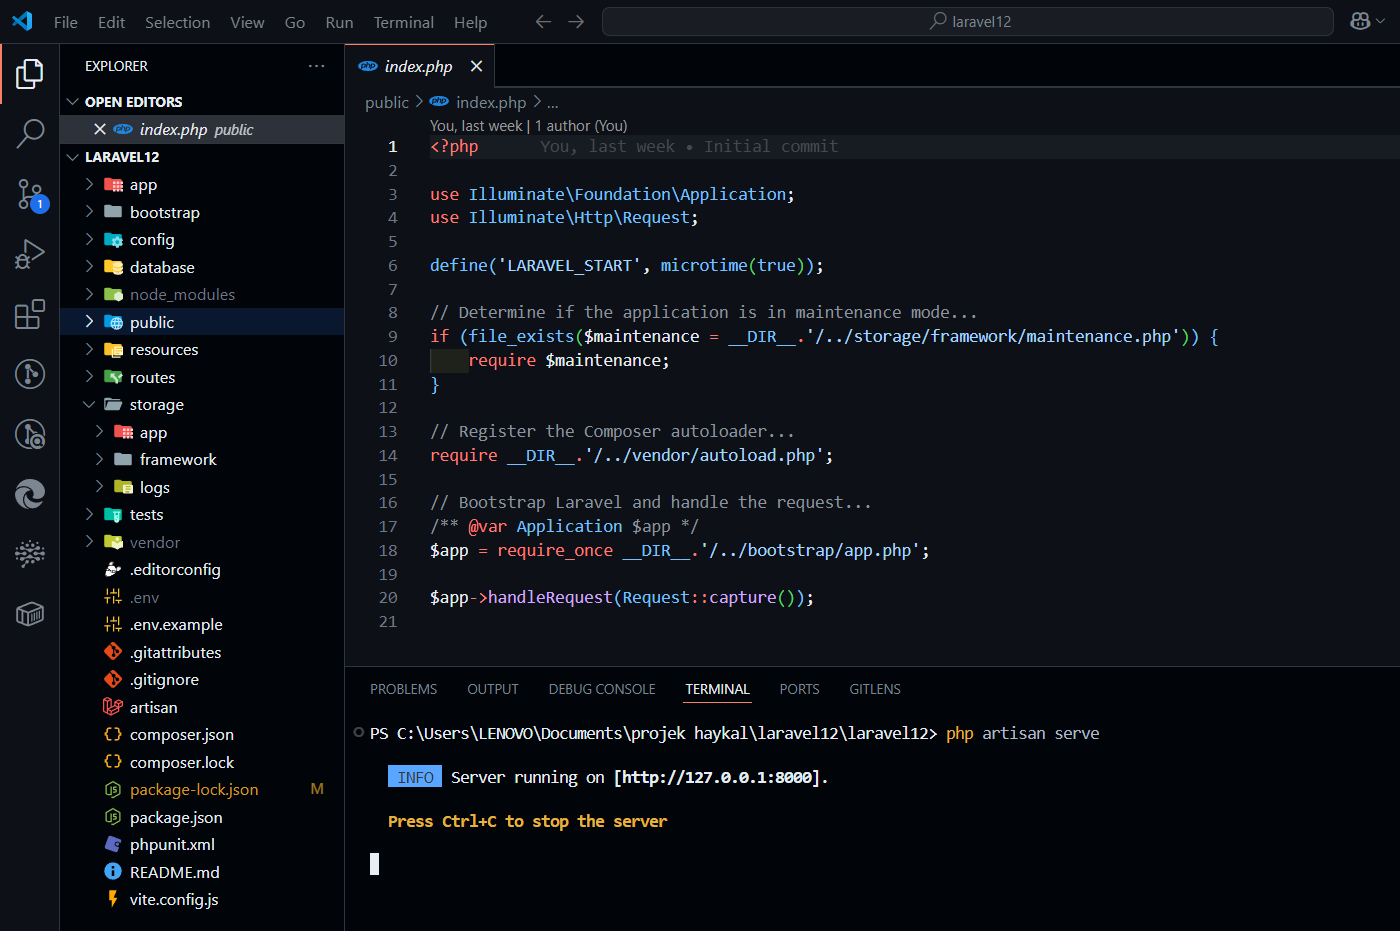 File Edit Selection View Go Run Terminal Help laravel12
EXPLORER
OPEN EDITORS
index.php public
LARAVEL12
app
bootstrap
config
database
node_modules
public
resources
routes
storage
app
framework
logs
tests
vendor
.editorconfig
.env
.env.example
.gitattributes
.gitignore
artisan
composer.json
composer.lock
package-lock.json M
package.json
phpunit.xml
README.md
vite.config.js
1
php index.php
public > php index.php > ...
You, last week | 1 author (You)
1 <?php You, last week • Initial commit
2
3 use Illuminate\Foundation\Application;
4 use Illuminate\Http\Request;
5
6 define('LARAVEL_START', microtime(true));
7
8 // Determine if the application is in maintenance mode...
9 if (file_exists($maintenance = __DIR__.'/../storage/framework/maintenance.php')) {
10 require $maintenance;
11 }
12
13 // Register the Composer autoloader...
14 require __DIR__.'/../vendor/autoload.php';
15
16 // Bootstrap Laravel and handle the request...
17 /** @var Application $app */
18 $app = require_once __DIR__.'/../bootstrap/app.php';
19
20 $app->handleRequest(Request::capture());
21
PROBLEMS OUTPUT DEBUG CONSOLE TERMINAL PORTS GITLENS
PS C:\Users\LENOVO\Documents\projek haykal\laravel12\laravel12> php artisan serve
INFO Server running on [http://127.0.0.1:8000].
Press Ctrl+C to stop the server